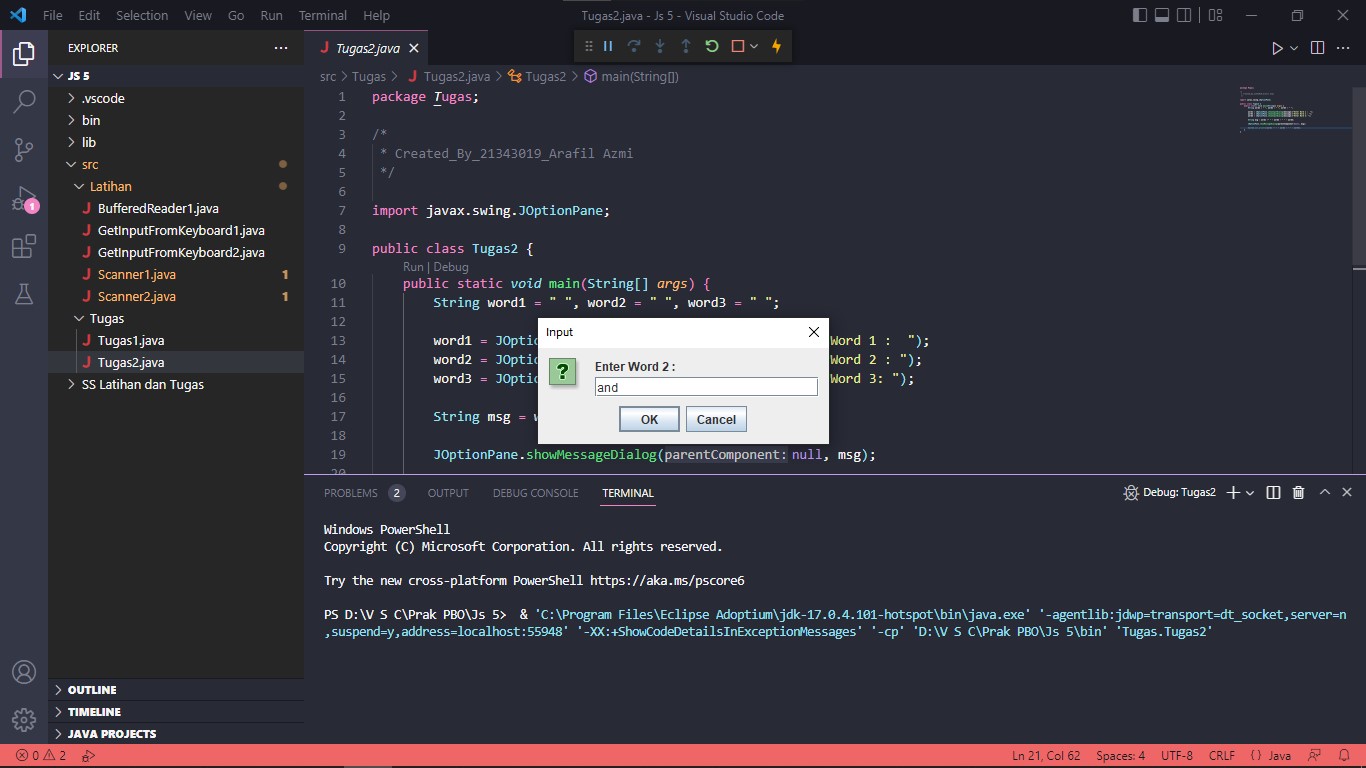 File Edit Selection View Go Run Terminal Help
Tugas2.java - Js 5 - Visual Studio Code
EXPLORER
JS 5
.vscode
bin
lib
src
Latihan
BufferedReader1.java
GetInputFromKeyboard1.java
GetInputFromKeyboard2.java
Scanner1.java 1
Scanner2.java 1
Tugas
Tugas1.java
Tugas2.java
SS Latihan dan Tugas
OUTLINE
TIMELINE
JAVA PROJECTS
1
Tugas2.java
src > Tugas > Tugas2.java > Tugas2 > main(String[])
1 package Tugas;
2
3 /*
4 * Created_By_21343019_Arafil Azmi
5 */
6
7 import javax.swing.JOptionPane;
8
9 public class Tugas2 {
Run | Debug
10 public static void main(String[] args) {
11 String word1 = " ", word2 = " ", word3 = " ";
12
13 word1 = JOptio Word 1 :  ");
14 word2 = JOptio Word 2 : ");
15 word3 = JOptio Word 3: ");
16
17 String msg = w
18
19 JOptionPane.showMessageDialog(parentComponent: null, msg);
20
Input
Enter Word 2 :
and
OK Cancel
PROBLEMS 2 OUTPUT DEBUG CONSOLE TERMINAL
Debug: Tugas2
Windows PowerShell
Copyright (C) Microsoft Corporation. All rights reserved.
Try the new cross-platform PowerShell https://aka.ms/pscore6
PS D:\V S C\Prak PBO\Js 5>  & 'C:\Program Files\Eclipse Adoptium\jdk-17.0.4.101-hotspot\bin\java.exe' '-agentlib:jdwp=transport=dt_socket,server=n
,suspend=y,address=localhost:55948' '-XX:+ShowCodeDetailsInExceptionMessages' '-cp' 'D:\V S C\Prak PBO\Js 5\bin' 'Tugas.Tugas2'
0 2
Ln 21, Col 62 Spaces: 4 UTF-8 CRLF {} Java